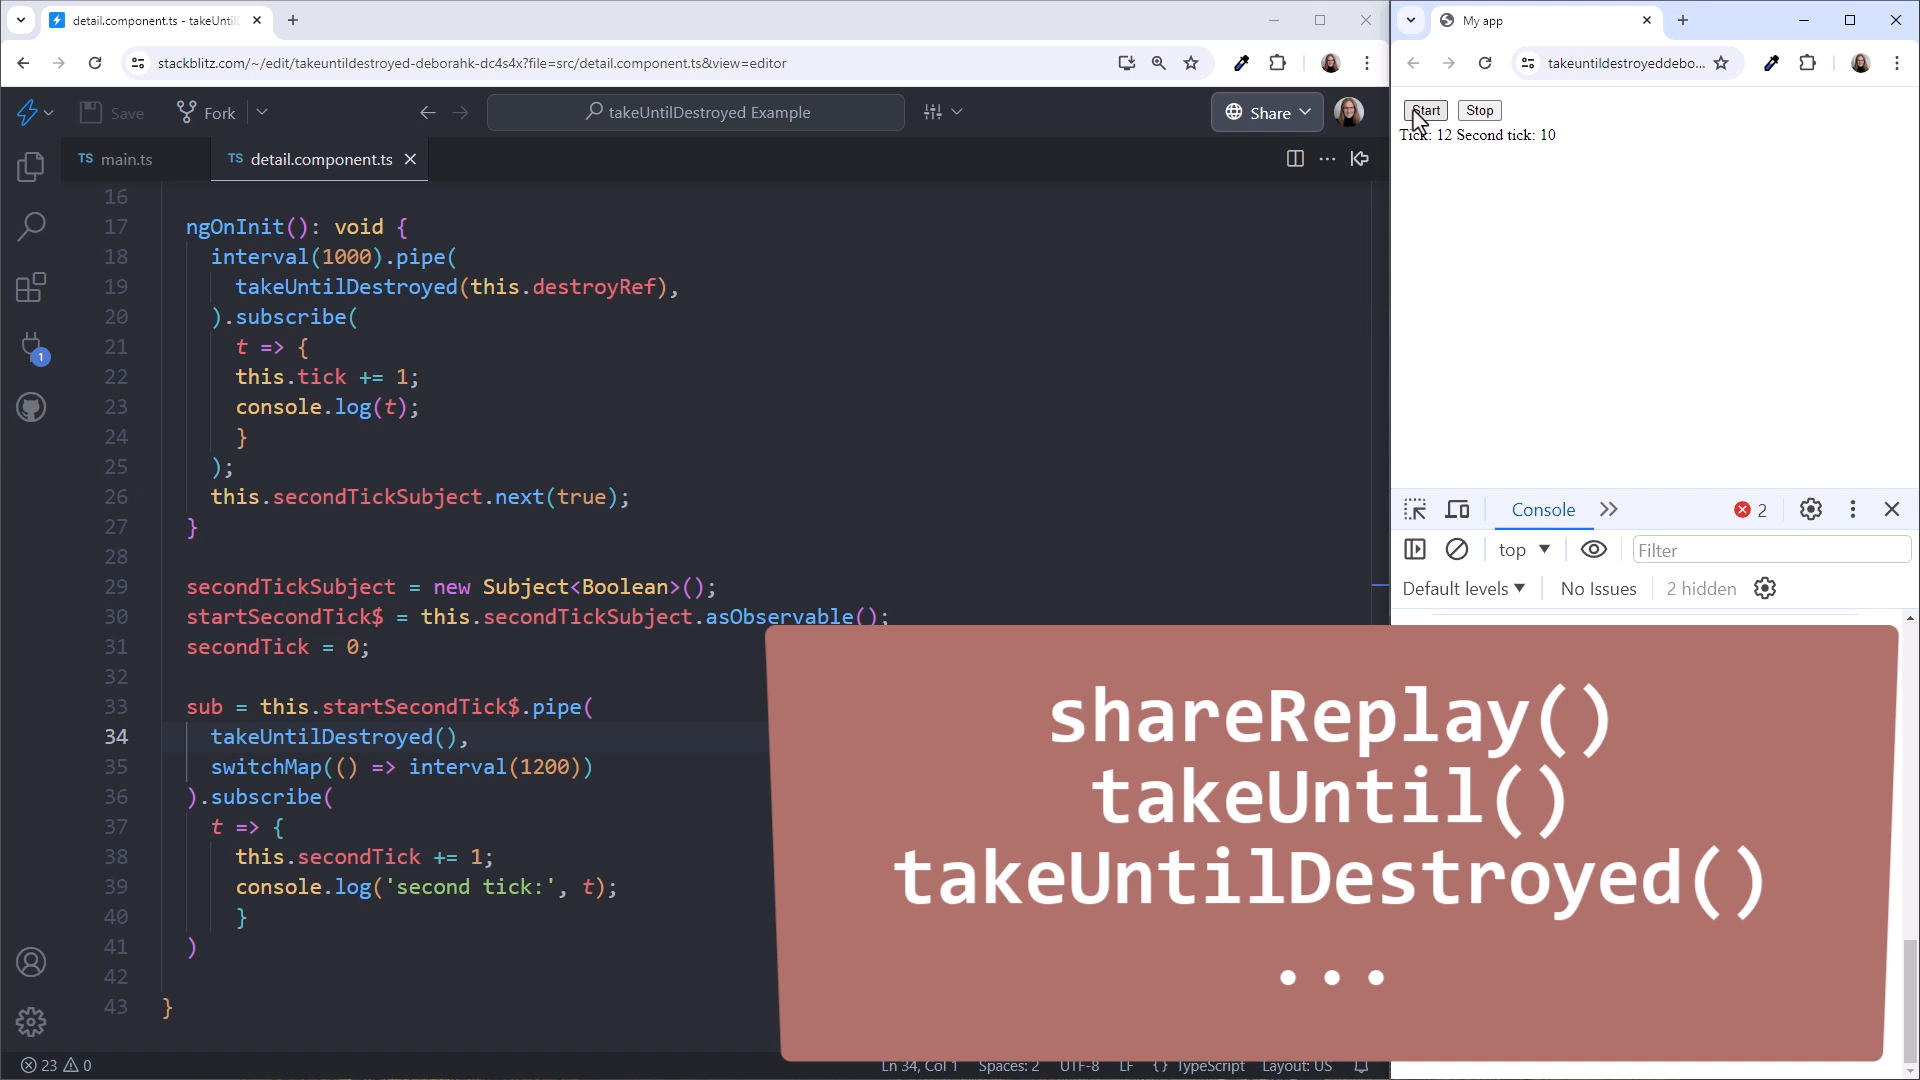 detail.component.ts - takeUntil
stackblitz.com/~/edit/takeuntildestroyed-deborahk-dc4s4x?file=src/detail.component.ts&view=editor
Save
Fork
takeUntilDestroyed Example
Share
TS main.ts
TS detail.component.ts
16
17 ngOnInit(): void {
18 interval(1000).pipe(
19 takeUntilDestroyed(this.destroyRef),
20 ).subscribe(
21 t => {
22 this.tick += 1;
23 console.log(t);
24 }
25 );
26 this.secondTickSubject.next(true);
27 }
28
29 secondTickSubject = new Subject<Boolean>();
30 startSecondTick$ = this.secondTickSubject.asObservable();
31 secondTick = 0;
32
33 sub = this.startSecondTick$.pipe(
34 takeUntilDestroyed(),
35 switchMap(() => interval(1200))
36 ).subscribe(
37 t => {
38 this.secondTick += 1;
39 console.log('second tick:', t);
40 }
41 )
42
43 }
1
23 0
Ln 34, Col 1 Spaces: 2 UTF-8 LF {} TypeScript Layout: US
My app
takeuntildestroyeddebo...
Start Stop
Tick: 12 Second tick: 10
Console
2
top
Filter
Default levels
No Issues
2 hidden
shareReplay()
takeUntil()
takeUntilDestroyed()
...